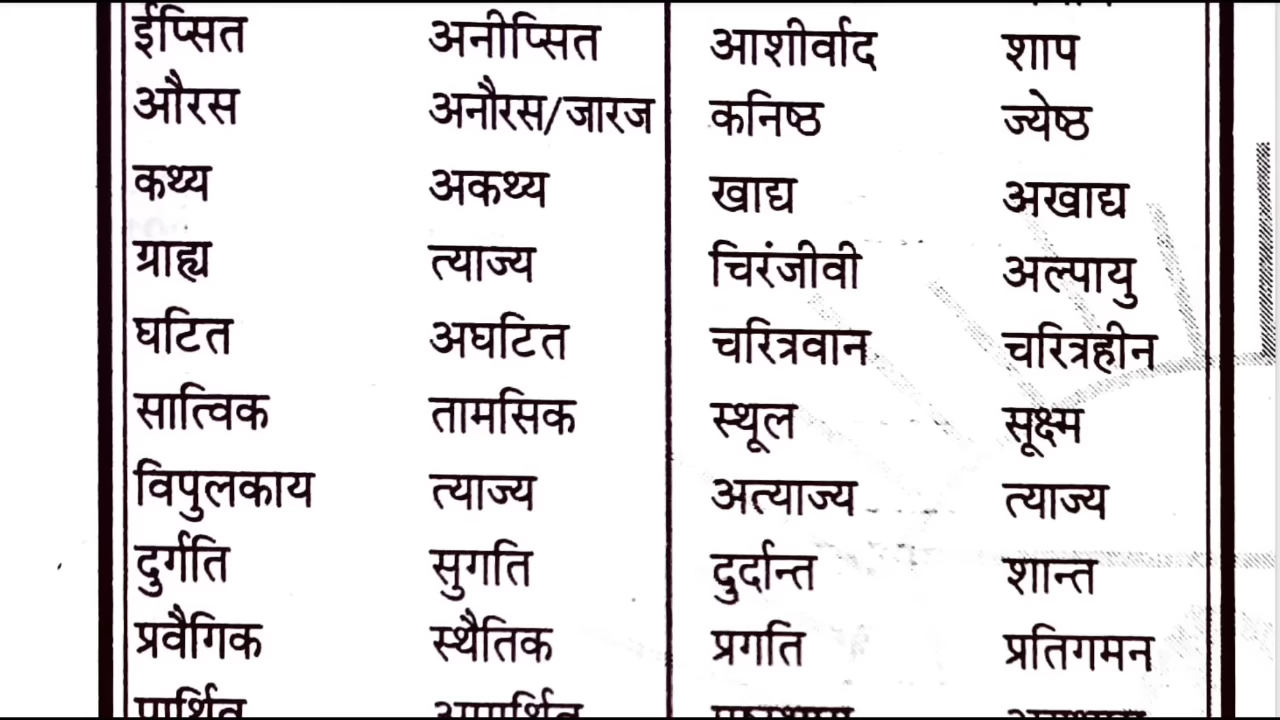 ईप्सित अनीप्सित आशीर्वाद शाप
औरस अनौरस/जारज कनिष्ठ ज्येष्ठ
कथ्य अकथ्य खाद्य अखाद्य
ग्राह्य त्याज्य चिरंजीवी अल्पायु
घटित अघटित चरित्रवान चरित्रहीन
सात्विक तामसिक स्थूल सूक्ष्म
विपुलकाय त्याज्य अत्याज्य त्याज्य
दुर्गति सुगति दुर्दान्त शान्त
प्रवैगिक स्थैतिक प्रगति प्रतिगमन